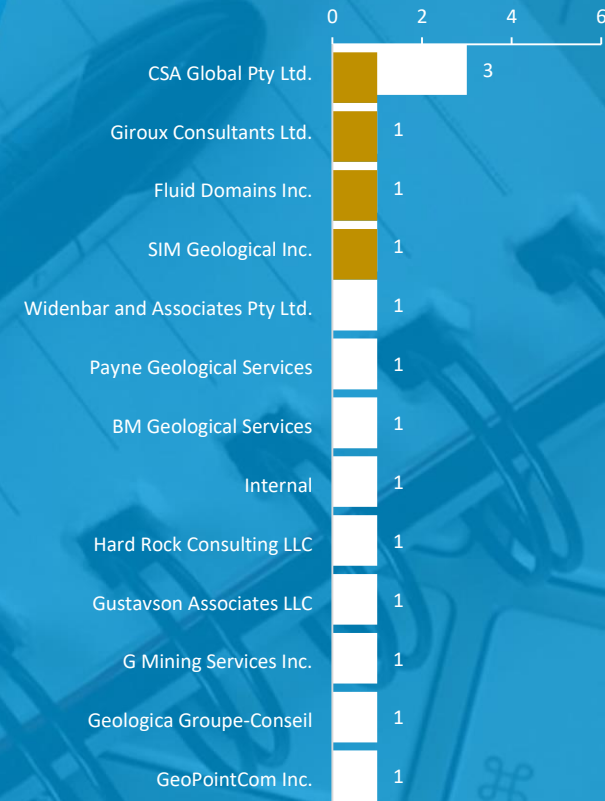 0 2 4 6
CSA Global Pty Ltd. 3
Giroux Consultants Ltd. 1
Fluid Domains Inc. 1
SIM Geological Inc. 1
Widenbar and Associates Pty Ltd. 1
Payne Geological Services 1
BM Geological Services 1
Internal 1
Hard Rock Consulting LLC 1
Gustavson Associates LLC 1
G Mining Services Inc. 1
Geologica Groupe-Conseil 1
GeoPointCom Inc. 1